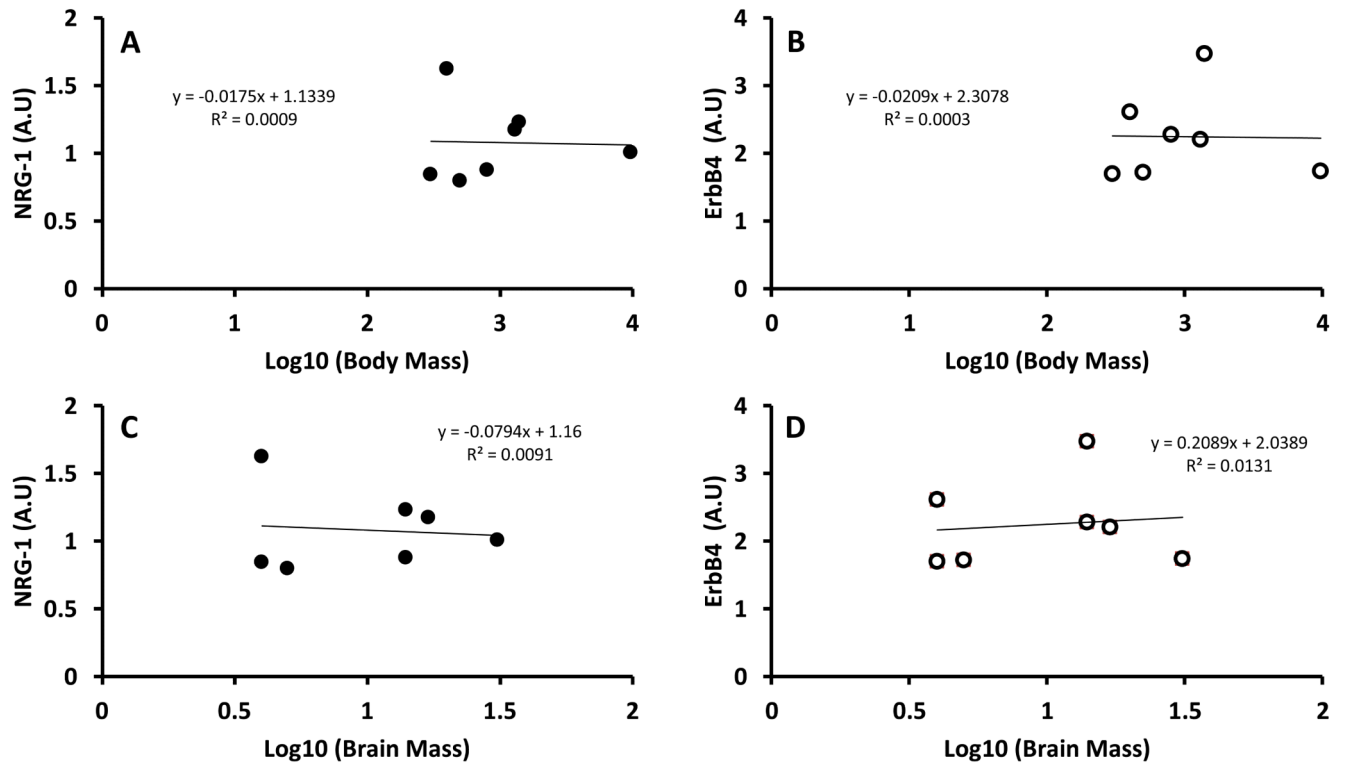 A
y = -0.0175x + 1.1339
R² = 0.0009
NRG-1 (A.U)
2
1.5
1
0.5
0
0 1 2 3 4
Log10 (Body Mass)
B
y = -0.0209x + 2.3078
R² = 0.0003
ErbB4 (A.U)
4
3
2
1
0
0 1 2 3 4
Log10 (Body Mass)
C
y = -0.0794x + 1.16
R² = 0.0091
NRG-1 (A.U)
2
1.5
1
0.5
0
0 0.5 1 1.5 2
Log10 (Brain Mass)
D
y = 0.2089x + 2.0389
R² = 0.0131
ErbB4 (A.U)
4
3
2
1
0
0 0.5 1 1.5 2
Log10 (Brain Mass)